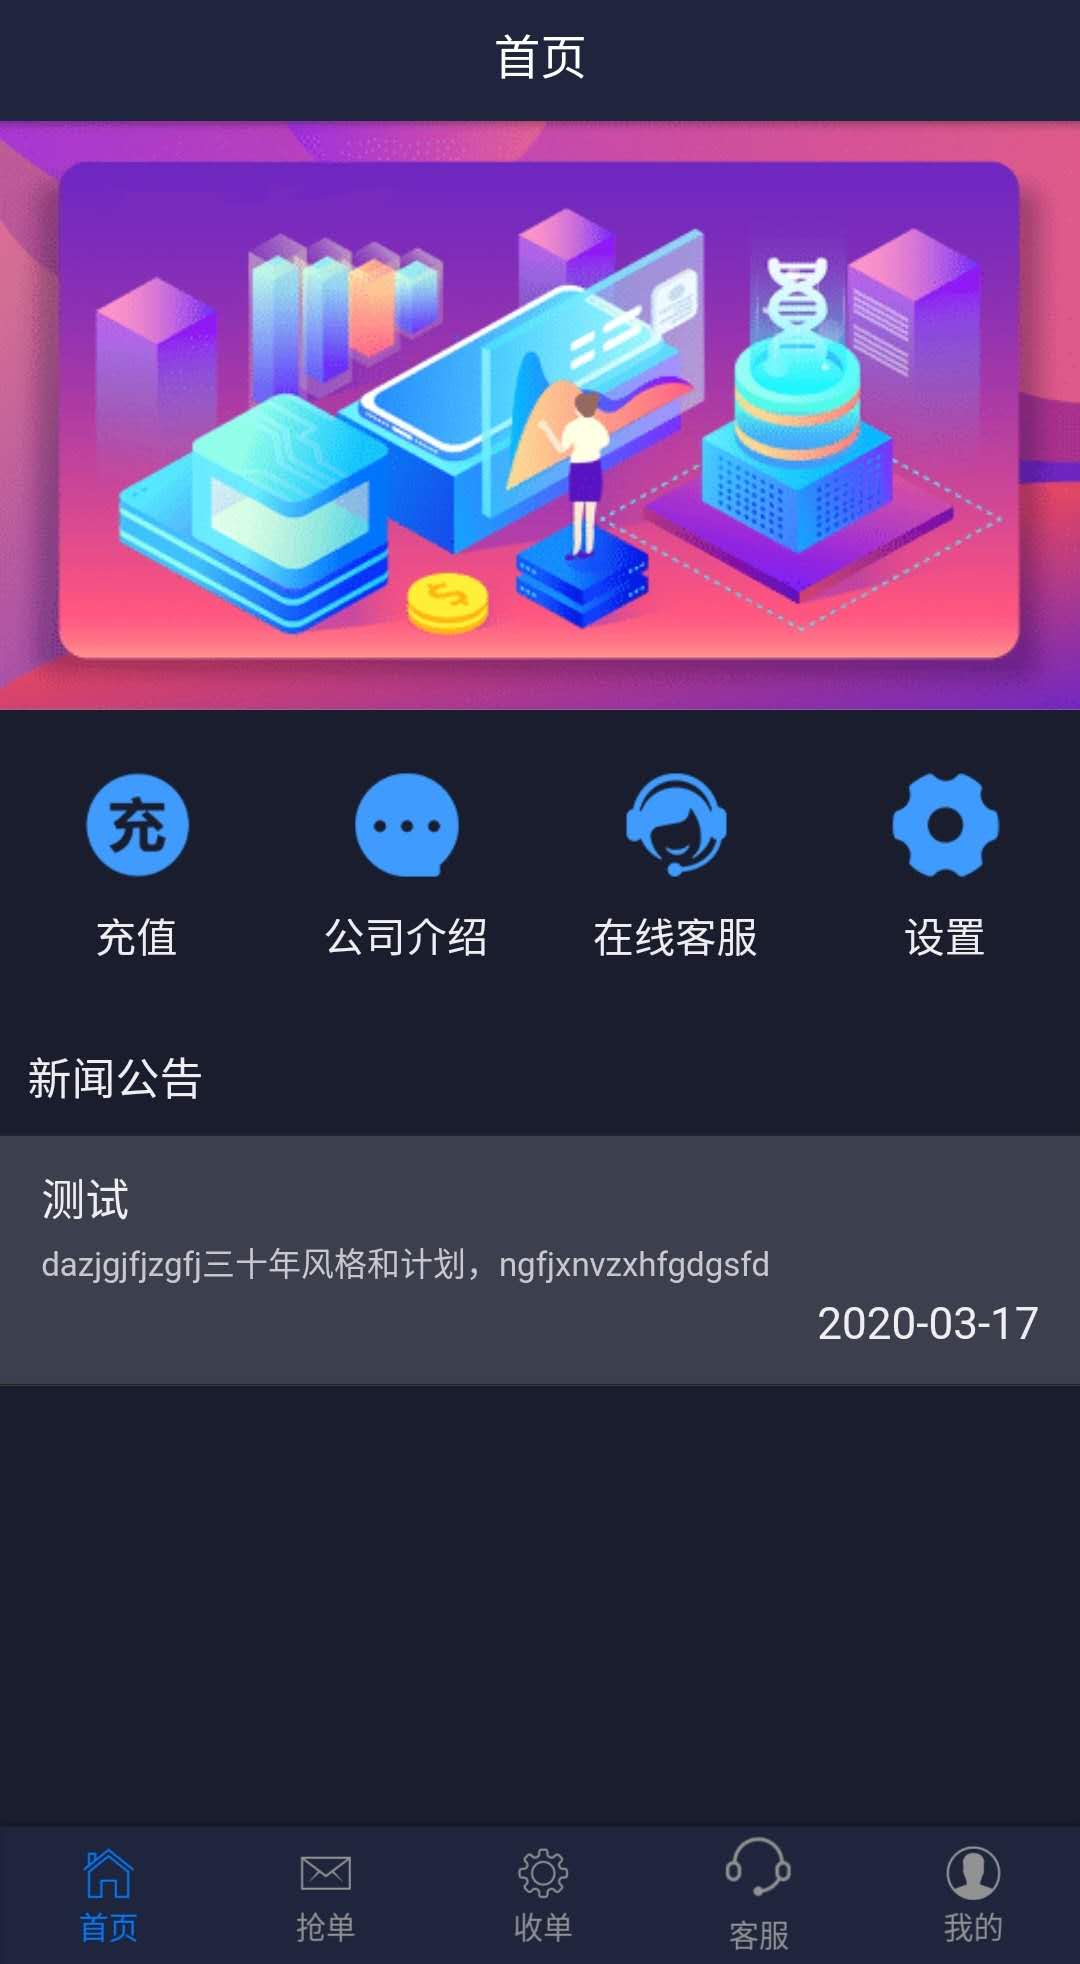 首页
充
充值
公司介绍
在线客服
设置
新闻公告
测试
dazjgjfjzgfj三十年风格和计划，ngfjxnvzxhfgdgsfd
2020-03-17
首页
抢单
收单
客服
我的